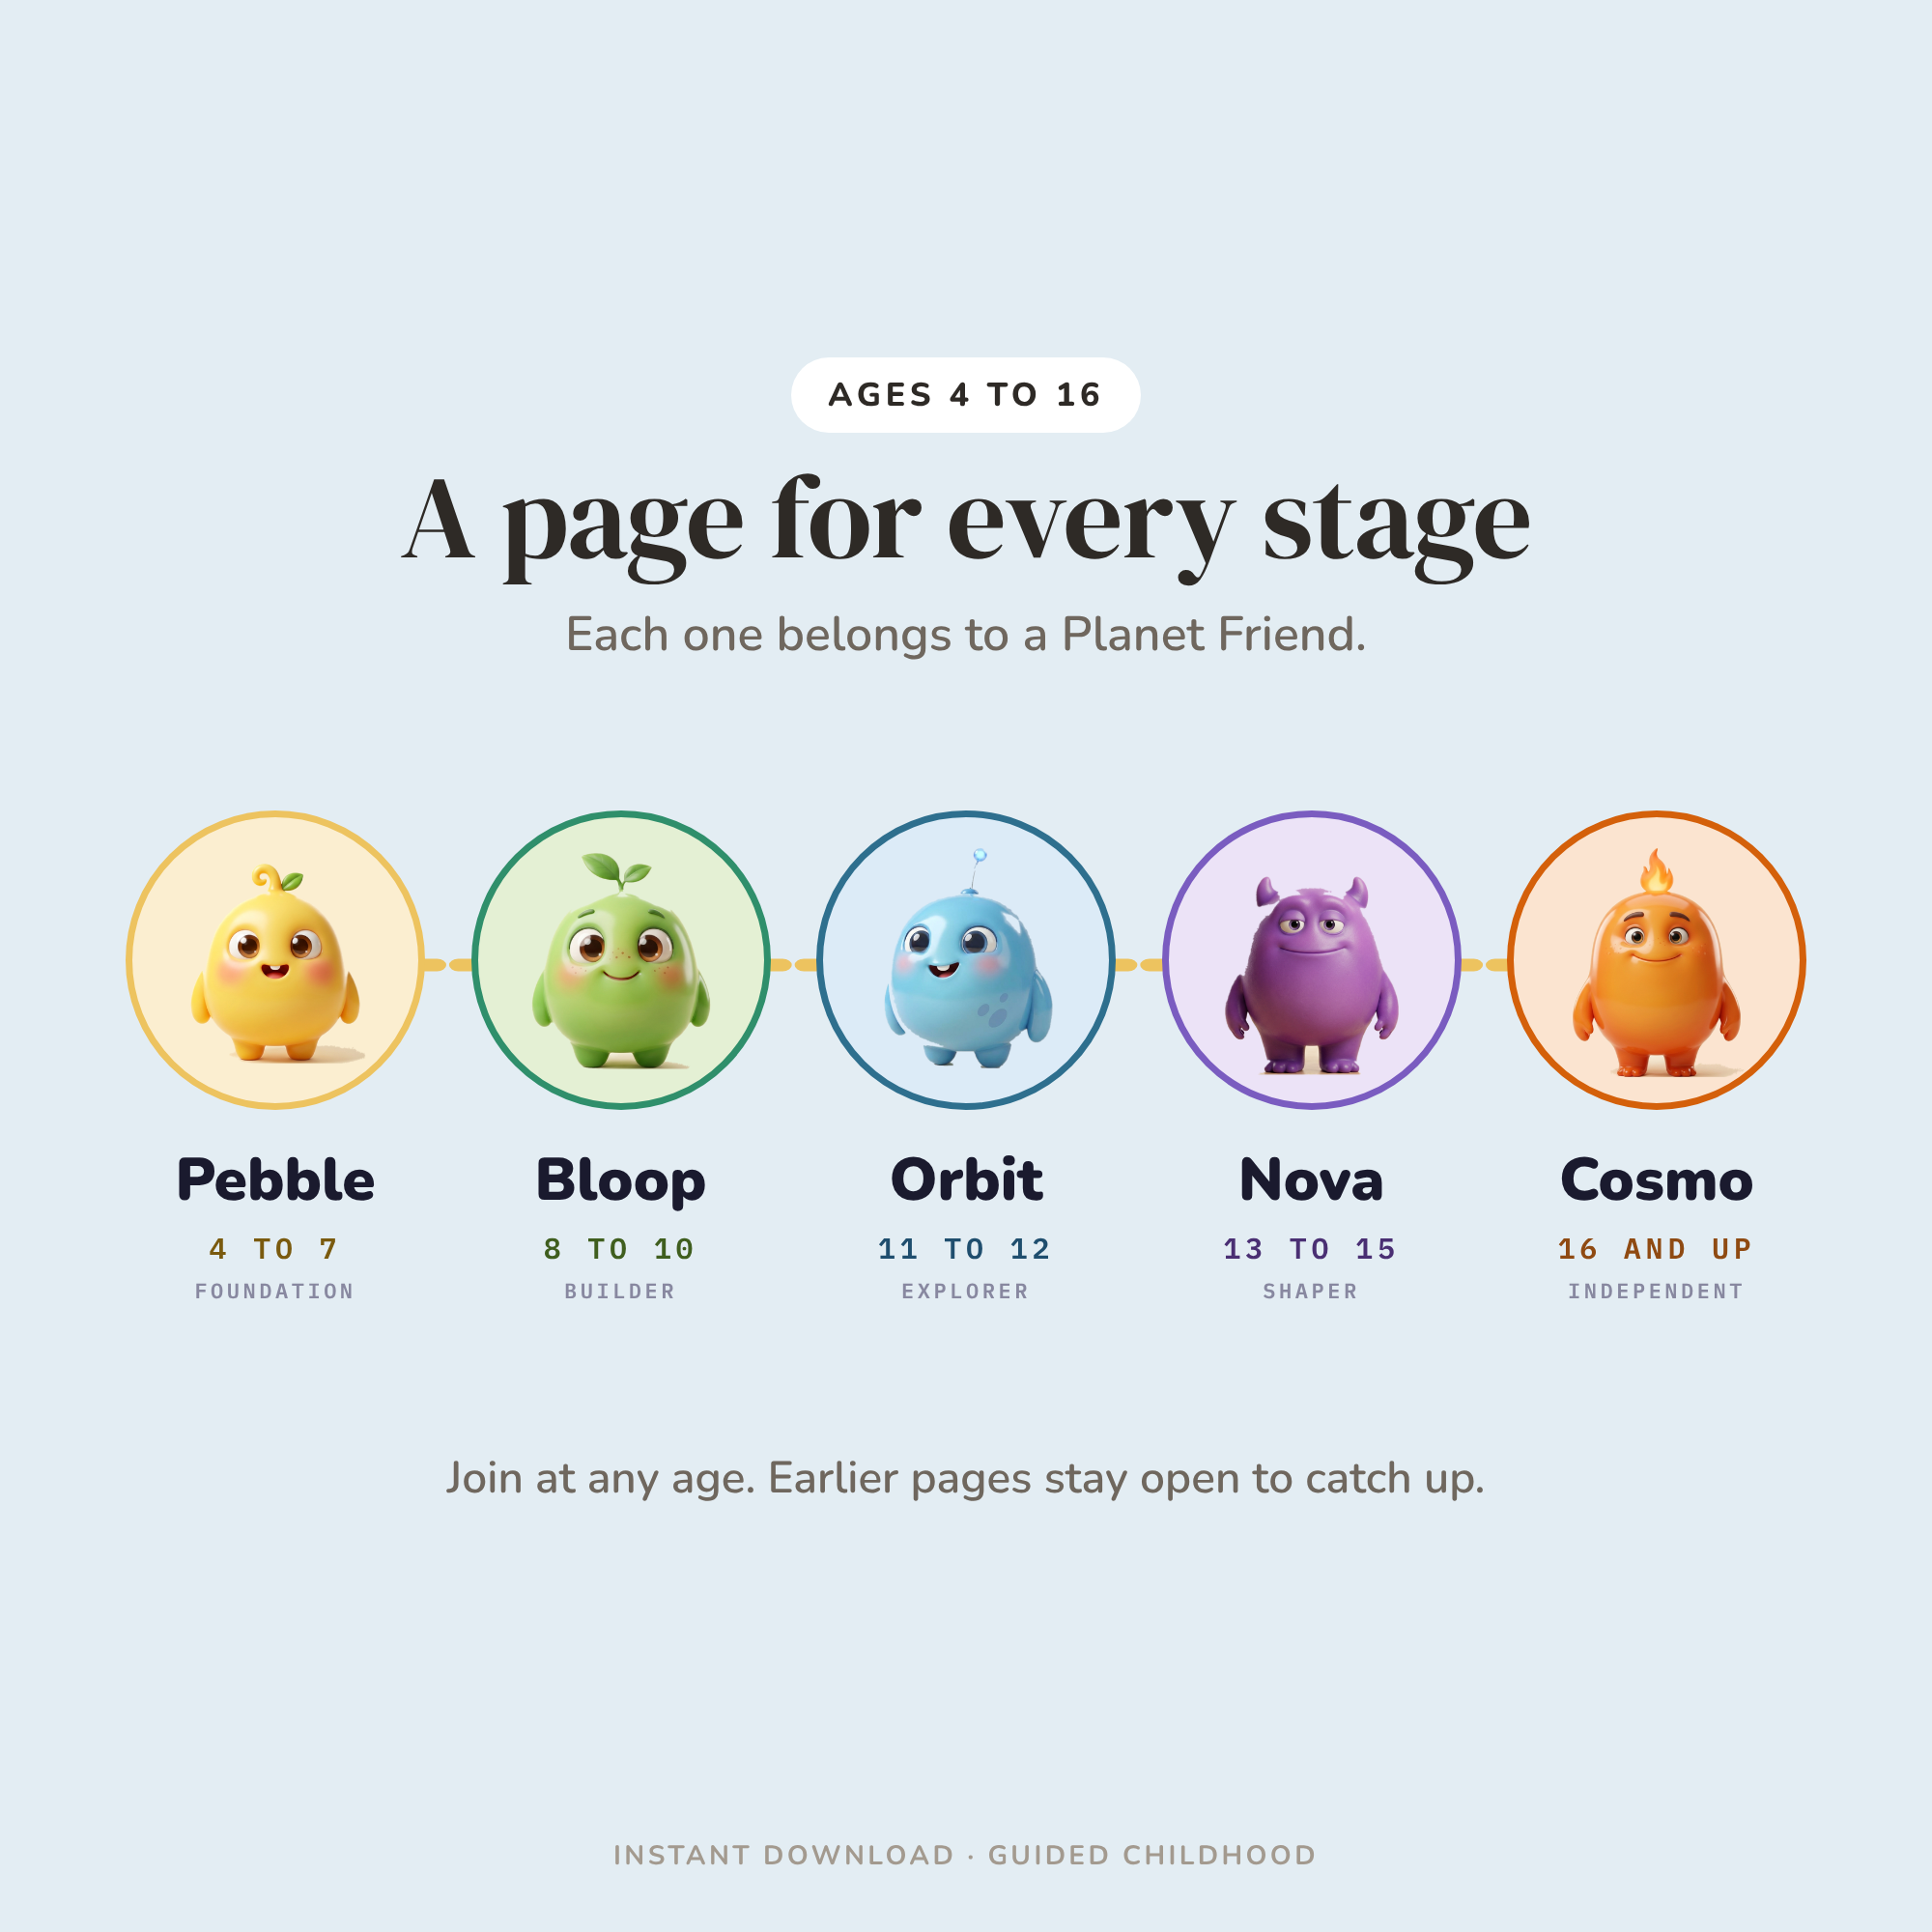 AGES 4 TO 16
A page for every stage
Each one belongs to a Planet Friend.
Pebble
4 TO 7
FOUNDATION
Bloop
8 TO 10
BUILDER
Orbit
11 TO 12
EXPLORER
Nova
13 TO 15
SHAPER
Cosmo
16 AND UP
INDEPENDENT
Join at any age. Earlier pages stay open to catch up.
INSTANT DOWNLOAD · GUIDED CHILDHOOD